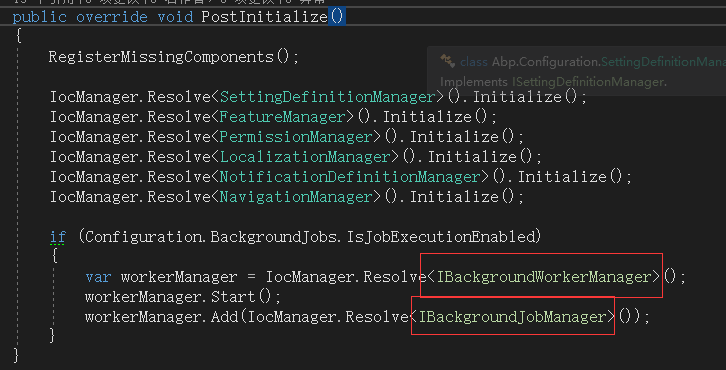 public override void PostInitialize()
{
RegisterMissingComponents();
class Abp.Configuration.SettingDefinitionMana
Implements ISettingDefinitionManager.
IocManager.Resolve<SettingDefinitionManager>().Initialize();
IocManager.Resolve<FeatureManager>().Initialize();
IocManager.Resolve<PermissionManager>().Initialize();
IocManager.Resolve<LocalizationManager>().Initialize();
IocManager.Resolve<NotificationDefinitionManager>().Initialize();
IocManager.Resolve<NavigationManager>().Initialize();
if (Configuration.BackgroundJobs.IsJobExecutionEnabled)
{
var workerManager = IocManager.Resolve<IBackgroundWorkerManager>();
workerManager.Start();
workerManager.Add(IocManager.Resolve<IBackgroundJobManager>());
}
}